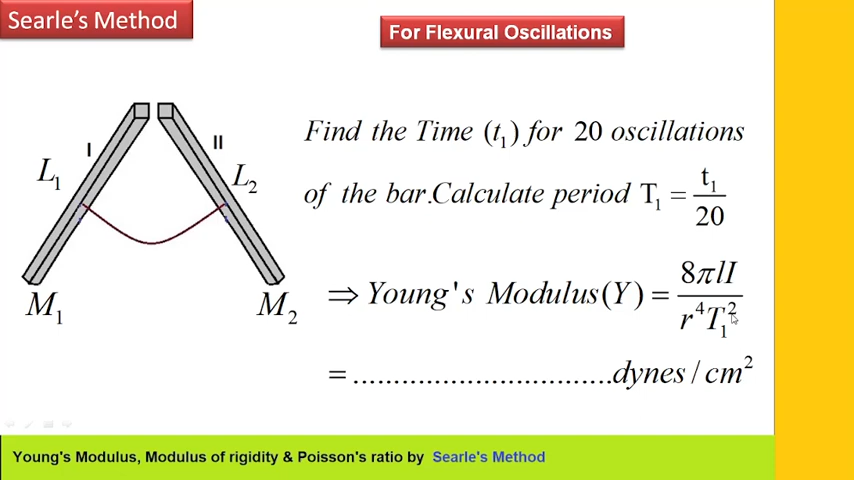 Searle's Method
For Flexural Oscillations
I
II
L₁
L₂
M₁
M₂
Find the Time (t₁) for 20 oscillations
of the bar.Calculate period T₁ = t₁/20
⇒ Young's Modulus(Y) = 8πlI / r⁴T₁²
= ................................dynes / cm²
Young's Modulus, Modulus of rigidity & Poisson's ratio by Searle's Method